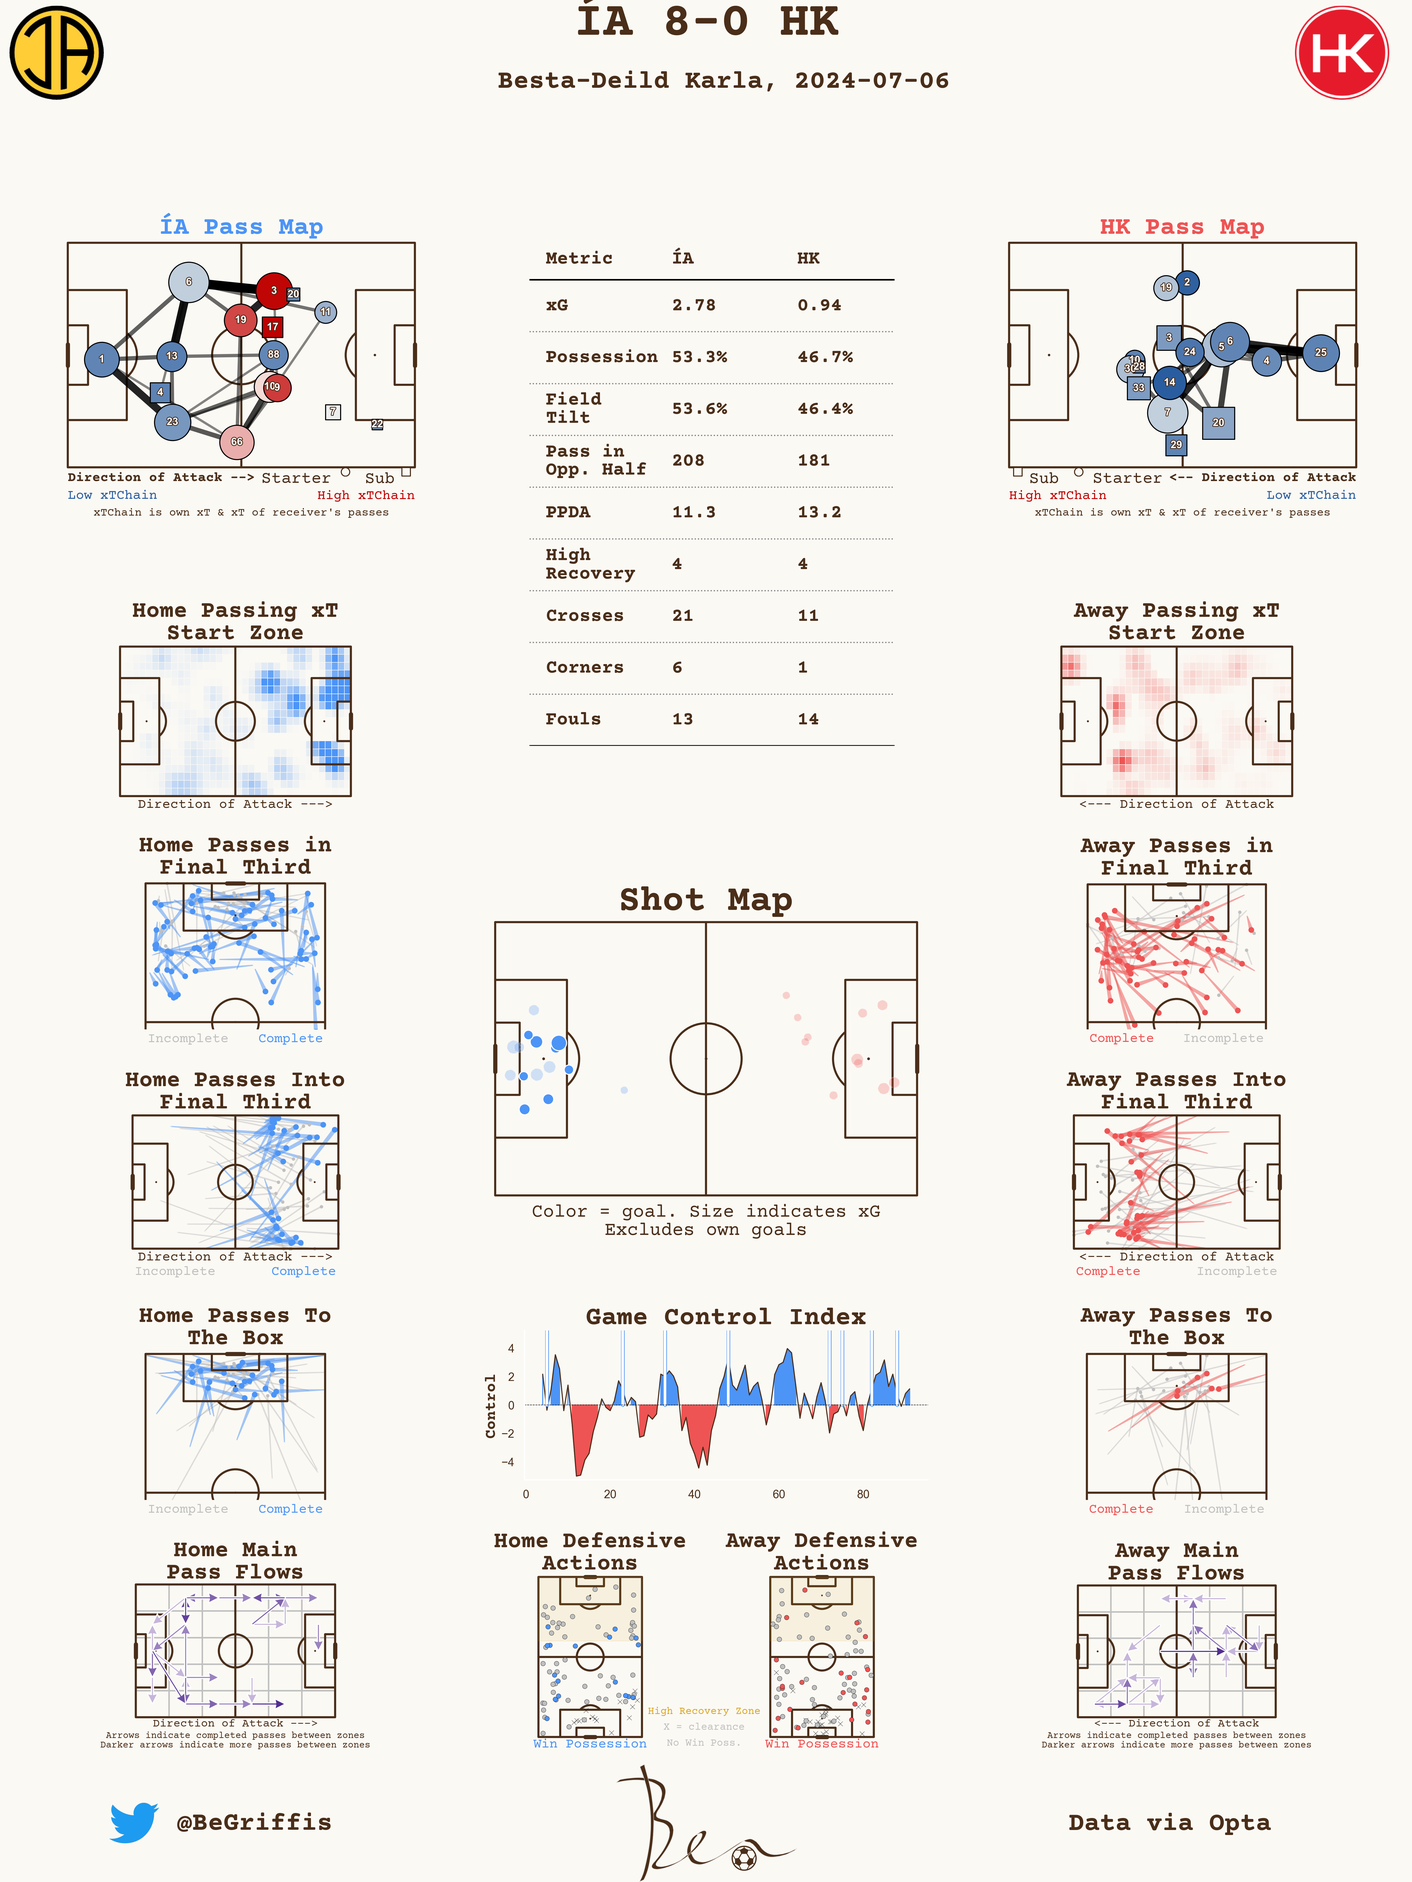 ÍA 8-0 HK
Besta-Deild Karla, 2024-07-06
HK
ÍA Pass Map
6
3
20
11
19
17
1
13
88
10
9
4
23
66
7
22
Direction of Attack --> Starter Sub
Low xTChain High xTChain
xTChain is own xT & xT of receiver's passes
Metric ÍA HK
xG 2.78 0.94
Possession 53.3% 46.7%
Field
Tilt 53.6% 46.4%
Pass in
Opp. Half 208 181
PPDA 11.3 13.2
High
Recovery 4 4
Crosses 21 11
Corners 6 1
Fouls 13 14
HK Pass Map
19
2
3
24
5
6
4
25
10
28
33
14
7
20
29
Sub Starter <-- Direction of Attack
High xTChain Low xTChain
xTChain is own xT & xT of receiver's passes
Home Passing xT
Start Zone
Direction of Attack --->
Away Passing xT
Start Zone
<--- Direction of Attack
Home Passes in
Final Third
Incomplete Complete
Shot Map
Color = goal. Size indicates xG
Excludes own goals
Away Passes in
Final Third
Complete Incomplete
Home Passes Into
Final Third
Direction of Attack --->
Incomplete Complete
Away Passes Into
Final Third
<--- Direction of Attack
Complete Incomplete
Home Passes To
The Box
Incomplete Complete
Game Control Index
Control
4
2
0
−2
−4
0 20 40 60 80
Away Passes To
The Box
Complete Incomplete
Home Main
Pass Flows
Direction of Attack --->
Arrows indicate completed passes between zones
Darker arrows indicate more passes between zones
Home Defensive
Actions
Win Possession
High Recovery Zone
X = clearance
No Win Poss.
Away Defensive
Actions
Win Possession
Away Main
Pass Flows
<--- Direction of Attack
Arrows indicate completed passes between zones
Darker arrows indicate more passes between zones
@BeGriffis
Ben
Data via Opta